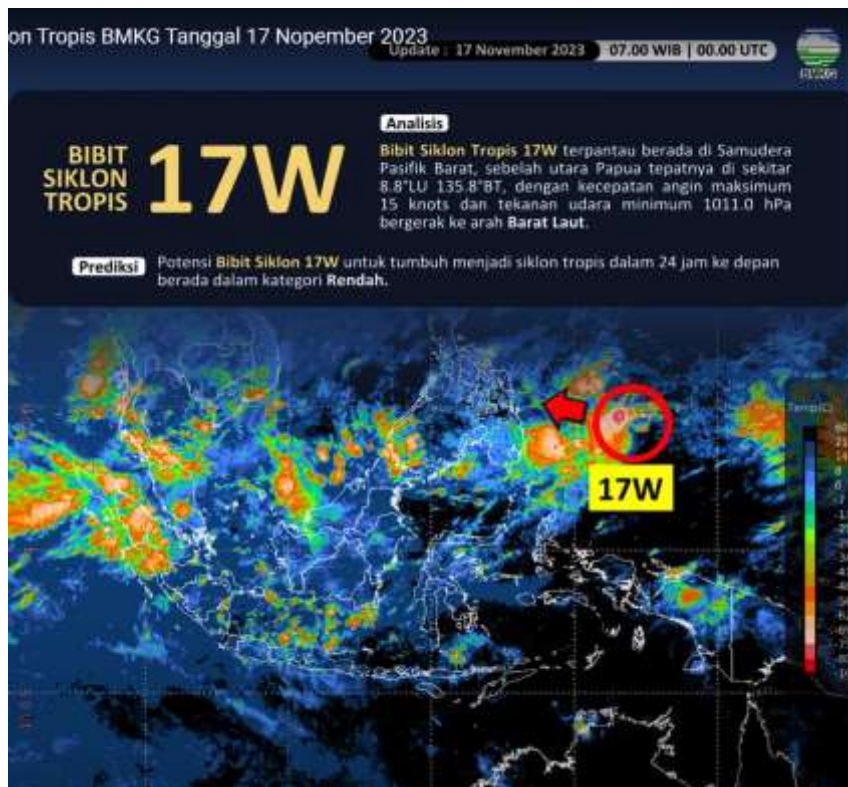 on Tropis BMKG Tanggal 17 Nopember 2023
Update : 17 November 2023 07.00 WIB | 00.00 UTC
BMKG
BIBIT
SIKLON
TROPIS
17W
Analisis
Bibit Siklon Tropis 17W terpantau berada di Samudera
Pasifik Barat, sebelah utara Papua tepatnya di sekitar
8.8°LU 135.8°BT, dengan kecepatan angin maksimum
15 knots dan tekanan udara minimum 1011.0 hPa
bergerak ke arah Barat Laut.
Prediksi
Potensi Bibit Siklon 17W untuk tumbuh menjadi siklon tropis dalam 24 jam ke depan
berada dalam kategori Rendah.
17W